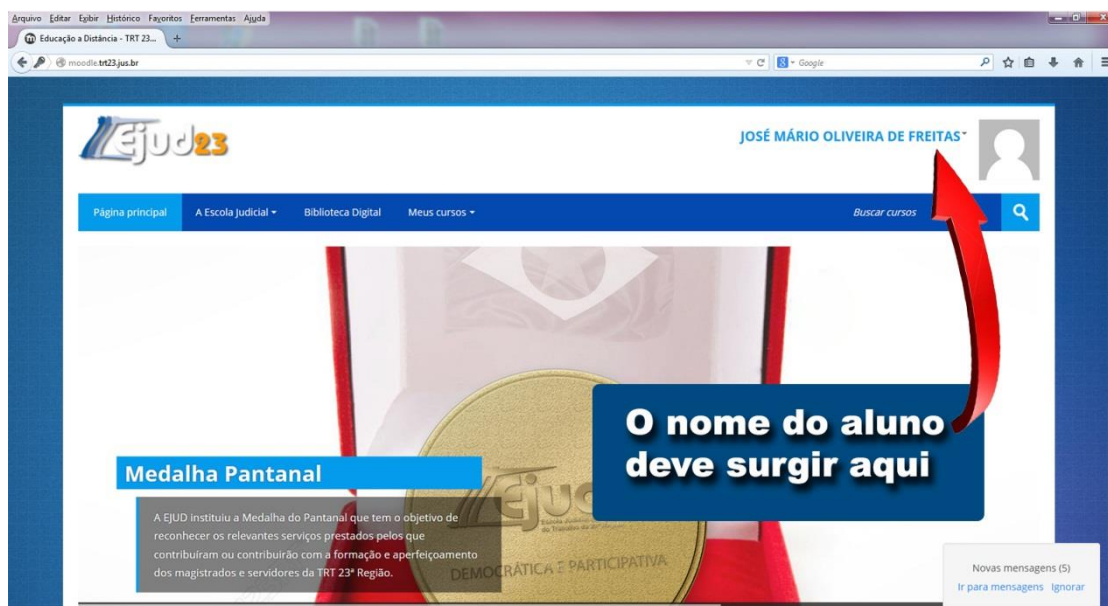 Arquivo Editar Exibir Histórico Favoritos Ferramentas Ajuda
Educação a Distância - TRT 23... +
moodle.trt23.jus.br
Google
Ejud23
JOSÉ MÁRIO OLIVEIRA DE FREITAS
Página principal A Escola Judicial Biblioteca Digital Meus cursos Buscar cursos
O nome do aluno
deve surgir aqui
Medalha Pantanal
A EJUD instituiu a Medalha do Pantanal que tem o objetivo de
reconhecer os relevantes serviços prestados pelos que
contribuíram ou contribuirão com a formação e aperfeiçoamento
dos magistrados e servidores da TRT 23ª Região.
Ejud
DEMOCRÁTICA E PARTICIPATIVA
Novas mensagens (5)
Ir para mensagens Ignorar